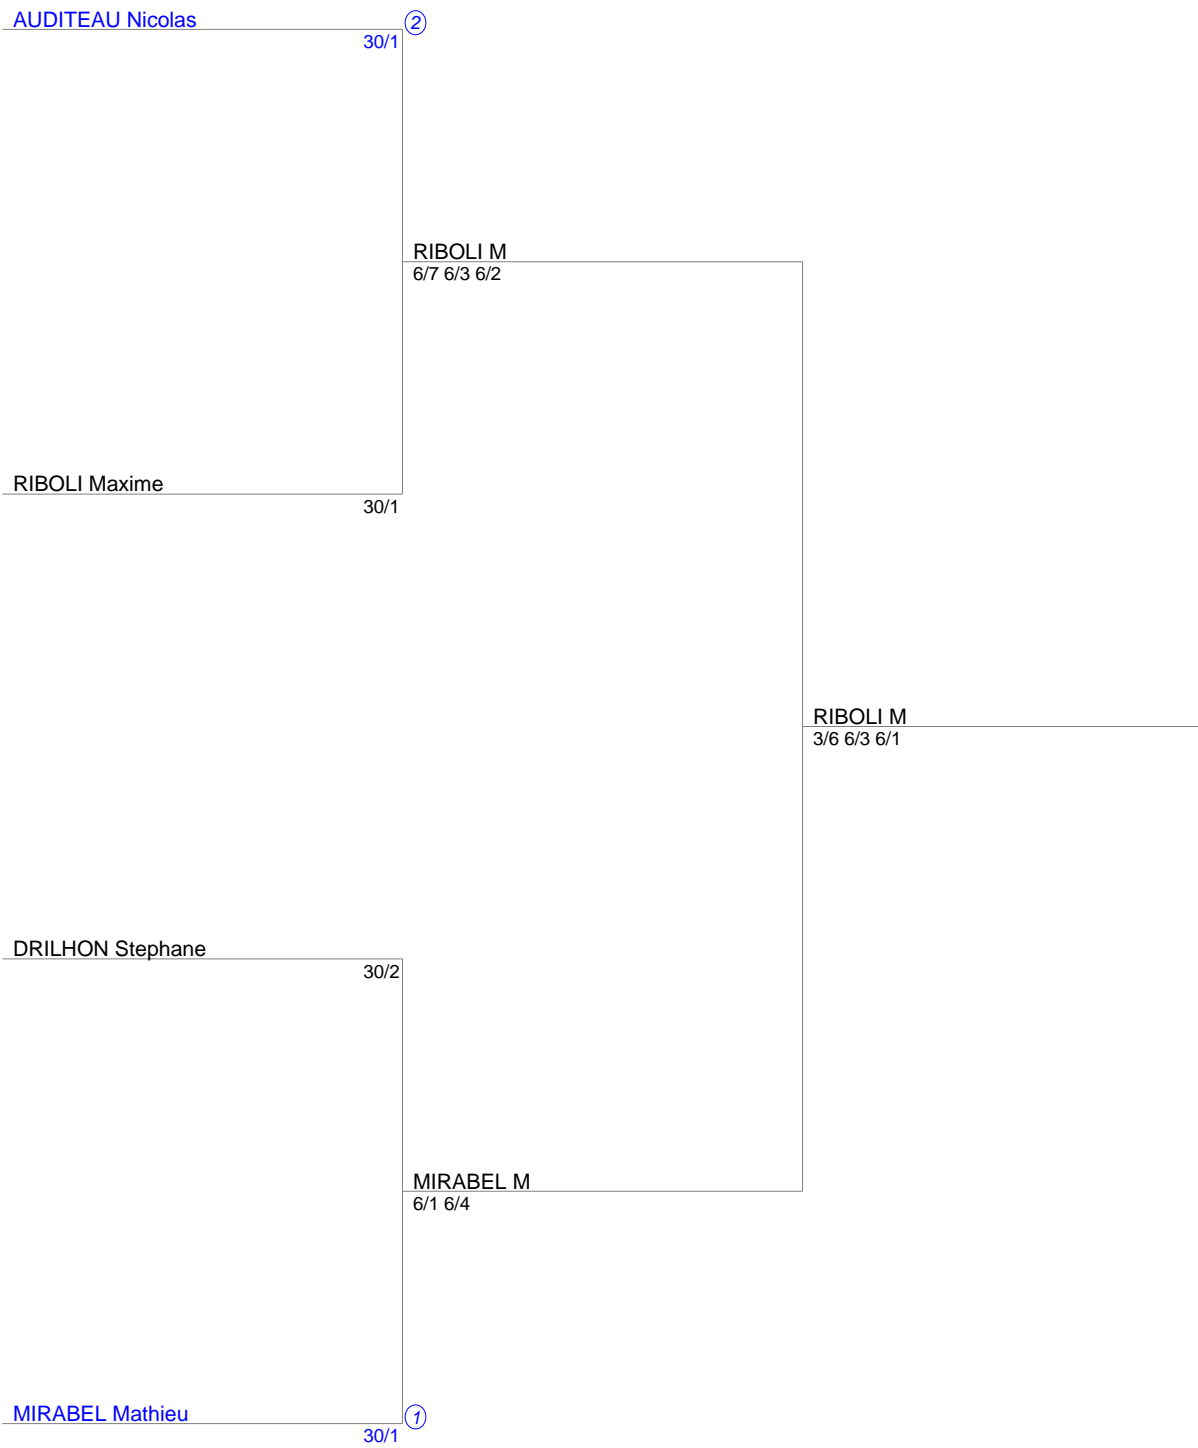 AUDITEAU Nicolas
2
30/1
RIBOLI M
6/7 6/3 6/2
RIBOLI Maxime
30/1
RIBOLI M
3/6 6/3 6/1
DRILHON Stephane
30/2
MIRABEL M
6/1 6/4
MIRABEL Mathieu
1
30/1